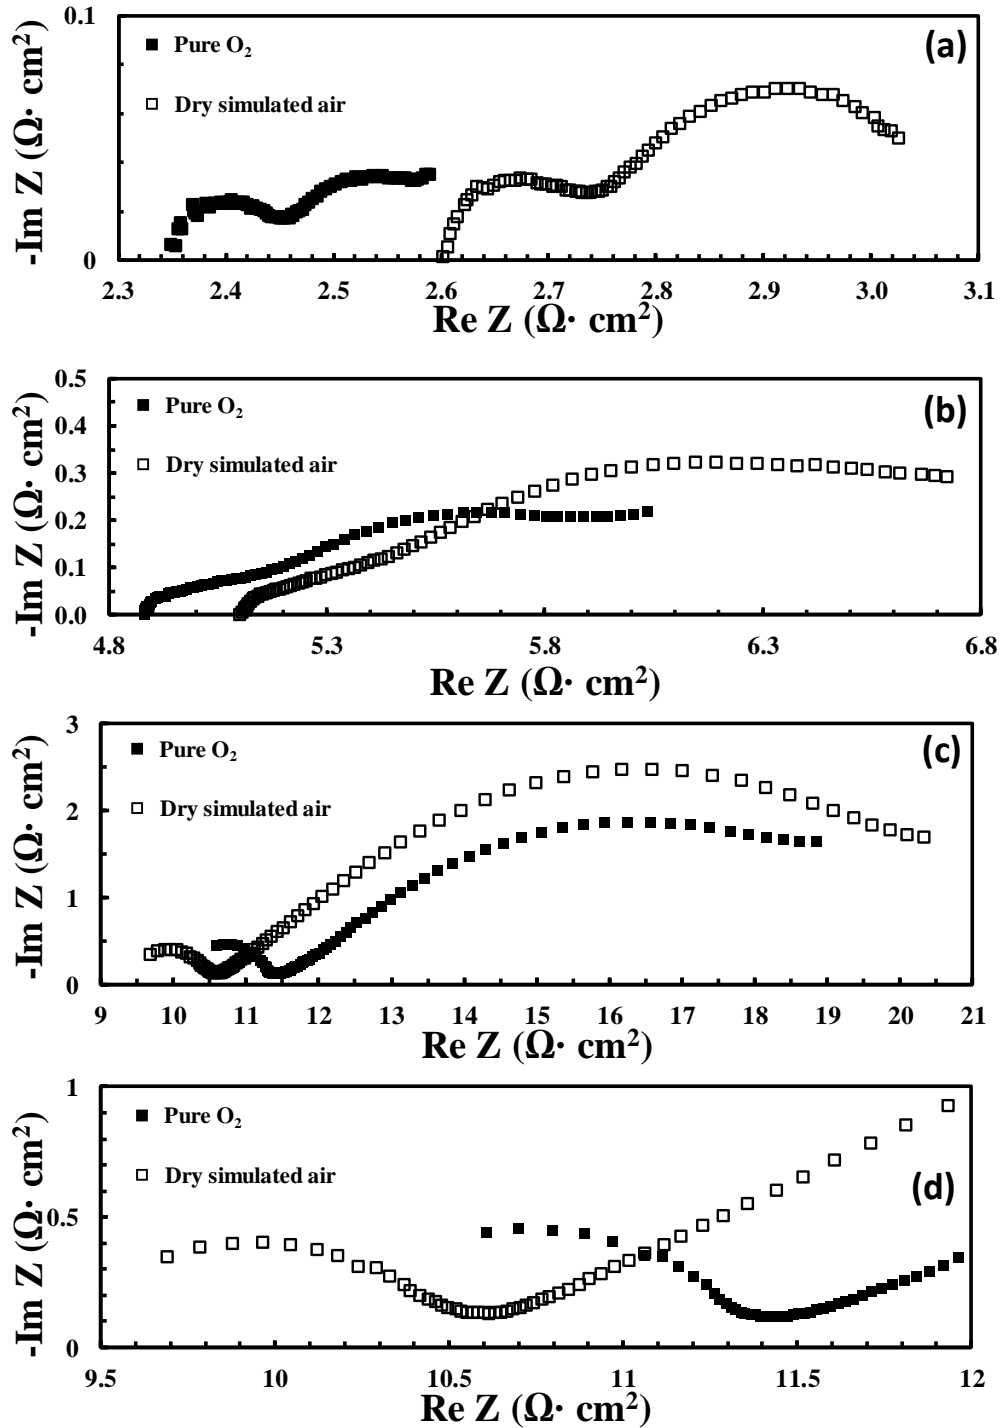 0.1
Pure O₂
(a)
Dry simulated air
-Im Z (Ω· cm²)
0
2.3 2.4 2.5 2.6 2.7 2.8 2.9 3.0 3.1
Re Z (Ω· cm²)
0.5
Pure O₂
(b)
0.4
Dry simulated air
0.3
-Im Z (Ω· cm²)
0.2
0.1
0.0
4.8 5.3 5.8 6.3 6.8
Re Z (Ω· cm²)
3
Pure O₂
(c)
Dry simulated air
2
-Im Z (Ω· cm²)
1
0
9 10 11 12 13 14 15 16 17 18 19 20 21
Re Z (Ω· cm²)
1
Pure O₂
Dry simulated air
(d)
-Im Z (Ω· cm²)
0.5
0
9.5 10 10.5 11 11.5 12
Re Z (Ω· cm²)